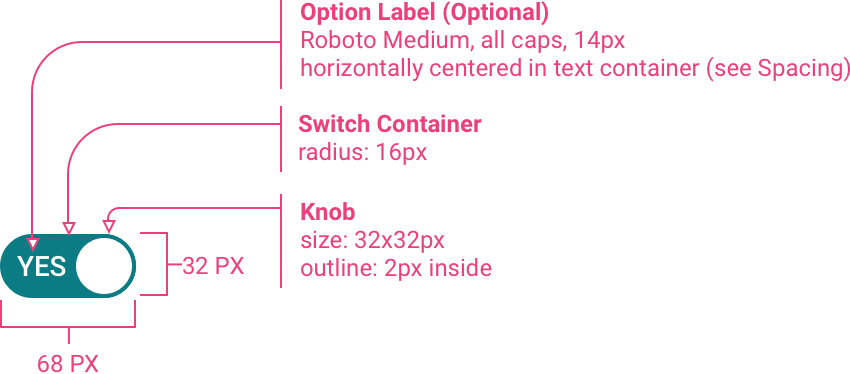 Option Label (Optional)
Roboto Medium, all caps, 14px
horizontally centered in text container (see Spacing)
Switch Container
radius: 16px
Knob
size: 32x32px
outline: 2px inside
YES
32 PX
68 PX